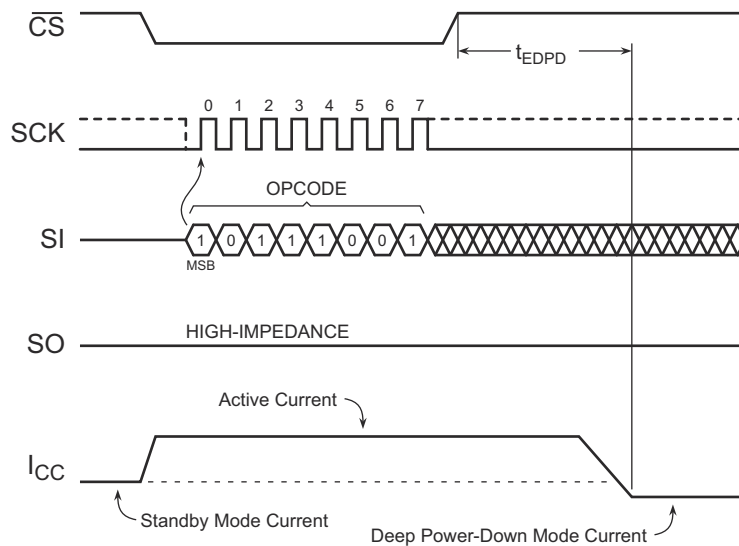 CS
tEDPD
0 1 2 3 4 5 6 7
SCK
OPCODE
SI
1 0 1 1 1 0 0 1
MSB
HIGH-IMPEDANCE
SO
Active Current
ICC
Standby Mode Current
Deep Power-Down Mode Current